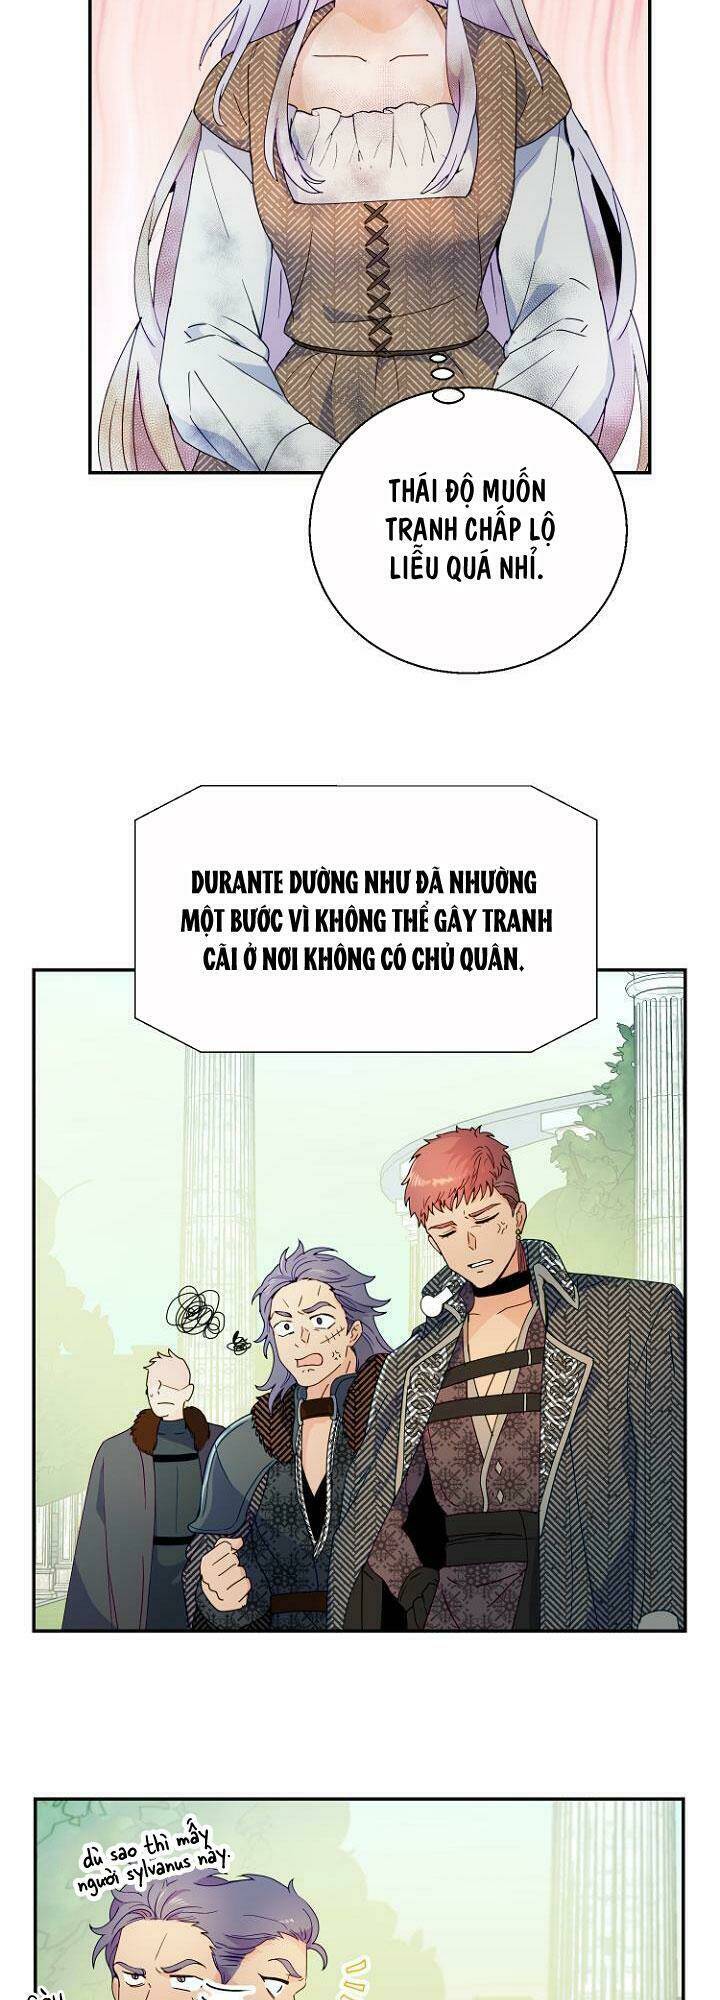 THÁI ĐỘ MUỐN
TRANH CHẤP LỘ
LIỄU QUÁ NHỈ.
DURANTE DƯỜNG NHƯ ĐÃ NHƯỜNG
MỘT BƯỚC VÌ KHÔNG THỂ GÂY TRANH
CÃI Ở NƠI KHÔNG CÓ CHỦ QUÂN.
dù sao thì mấy
người sylvanus này.